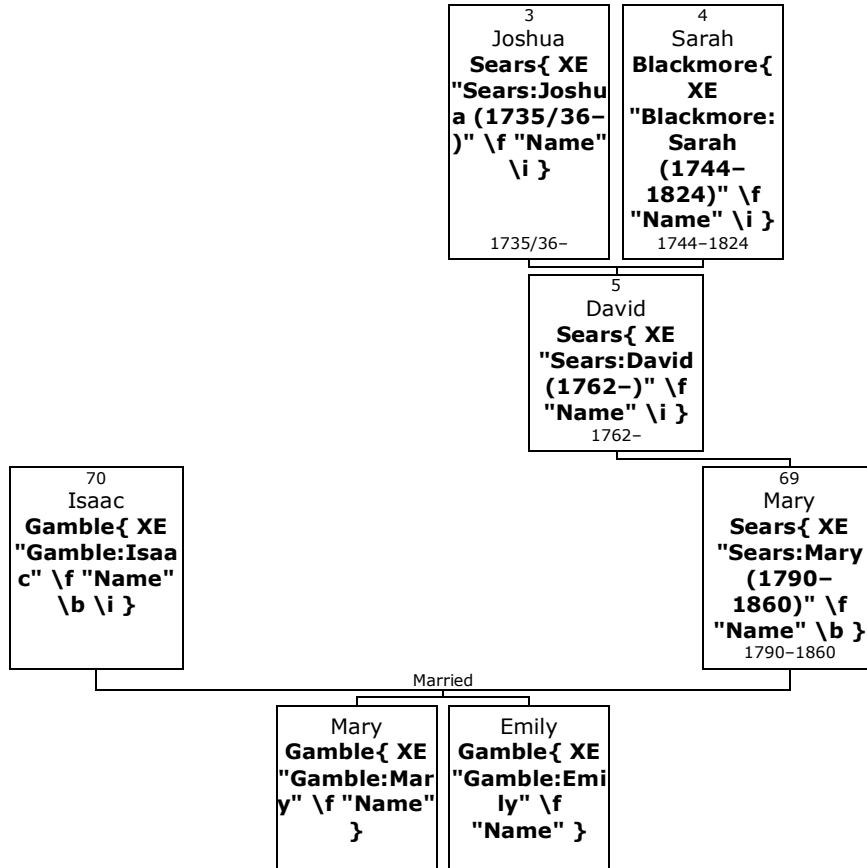 3
Joshua
Sears{ XE
"Sears:Joshu
a (1735/36–
)" \f "Name"
\i }
1735/36–
4
Sarah
Blackmore{
XE
"Blackmore:
Sarah
(1744–
1824)" \f
"Name" \i }
1744–1824
5
David
Sears{ XE
"Sears:David
(1762–)" \f
"Name" \i }
1762–
70
Isaac
Gamble{ XE
"Gamble:Isaa
c" \f "Name"
\b \i }
69
Mary
Sears{ XE
"Sears:Mary
(1790–
1860)" \f
"Name" \b }
1790–1860
Married
Mary
Gamble{ XE
"Gamble:Mar
y" \f "Name"
}
Emily
Gamble{ XE
"Gamble:Emi
ly" \f
"Name" }